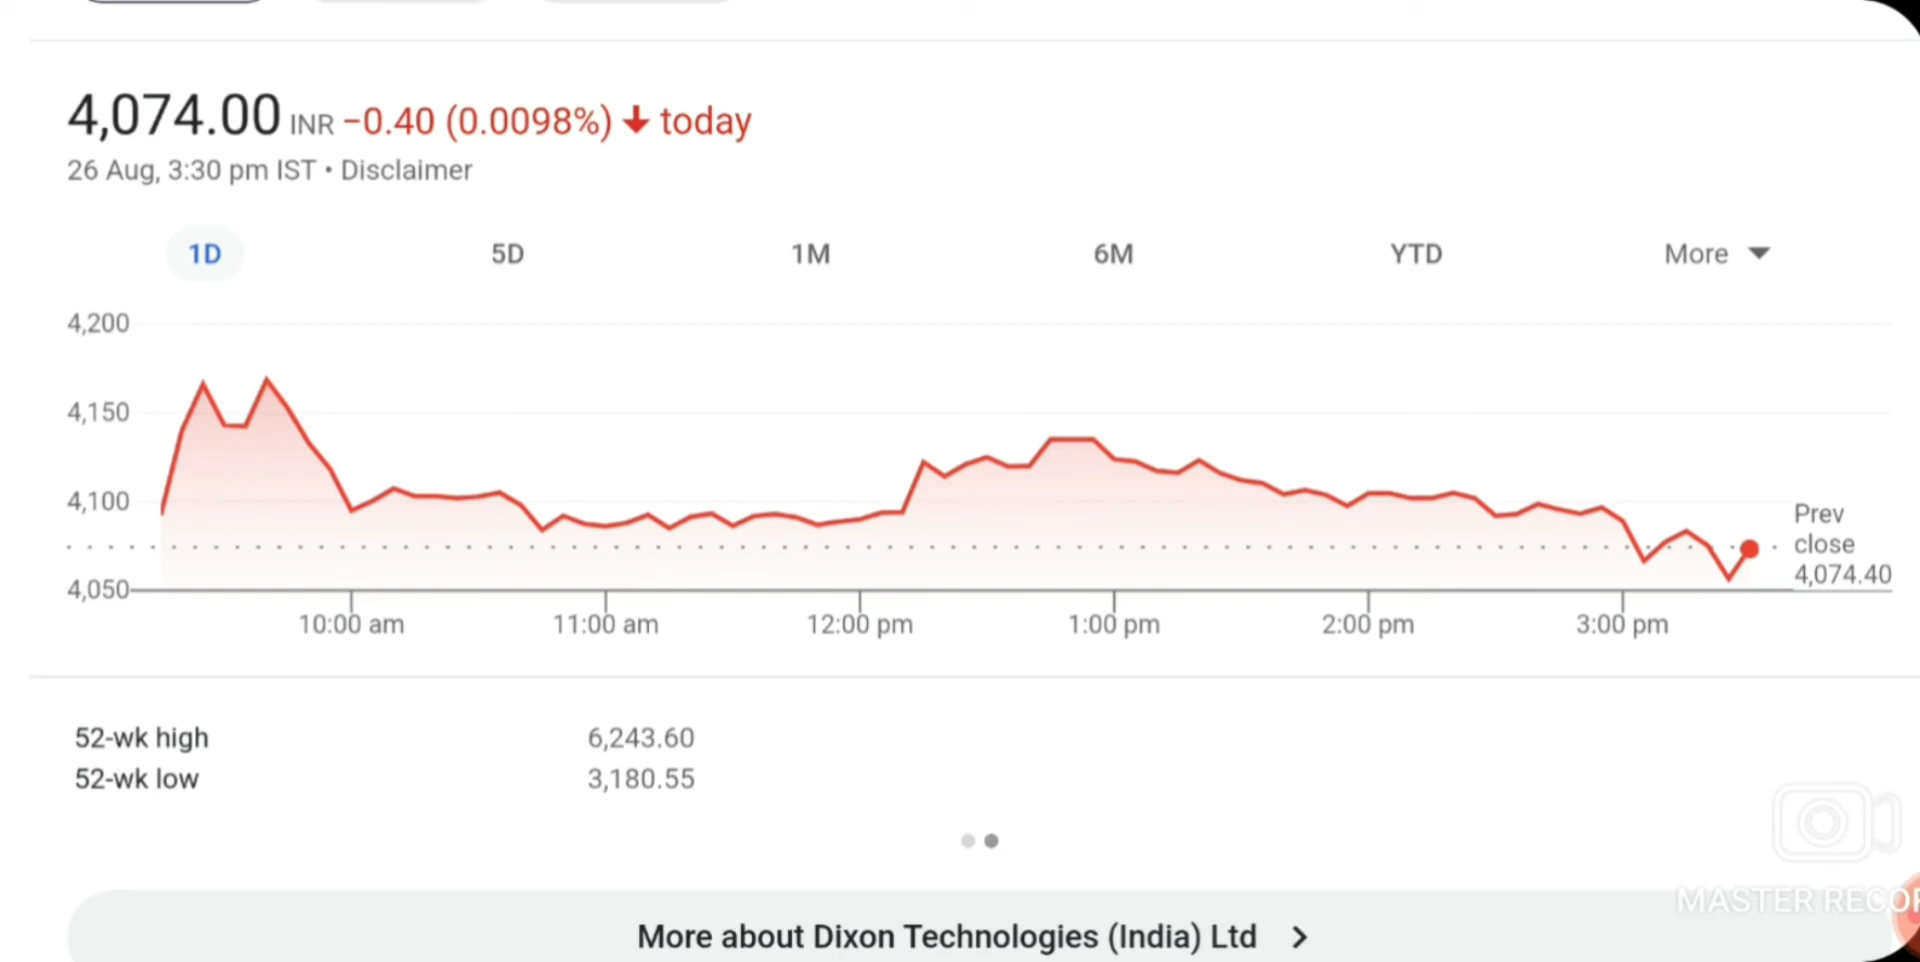 4,074.00 INR −0.40 (0.0098%) ↓ today
26 Aug, 3:30 pm IST • Disclaimer
1D 5D 1M 6M YTD More
4,200
4,150
4,100
4,050
Prev
close
4,074.40
10:00 am 11:00 am 12:00 pm 1:00 pm 2:00 pm 3:00 pm
52-wk high 6,243.60
52-wk low 3,180.55
MASTER RECOR
More about Dixon Technologies (India) Ltd